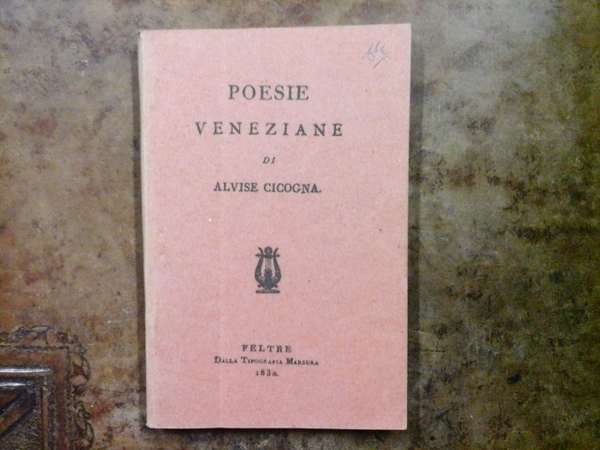 POESIE
VENEZIANE
DI
ALVISE CICOGNA.
FELTRE
DALLA TIPOGRAFIA MARSURA
1830.